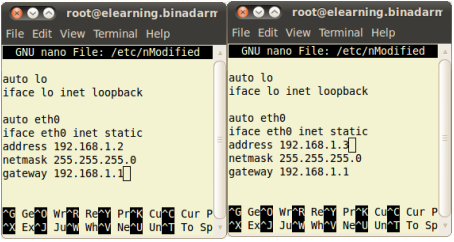 root@elearning.binadarm
File Edit View Terminal Help
GNU nano File: /etc/nModified
auto lo
iface lo inet loopback
auto eth0
iface eth0 inet static
address 192.168.1.2
netmask 255.255.255.0
gateway 192.168.1.1
^G Ge^O Wr^R Re^Y Pr^K Cu^C Cur P
^X Ex^J Ju^W Wh^V Ne^U Un^T To Sp
root@elearning.binadarm
File Edit View Terminal Help
GNU nano File: /etc/nModified
auto lo
iface lo inet loopback
auto eth0
iface eth0 inet static
address 192.168.1.3
netmask 255.255.255.0
gateway 192.168.1.1
^G Ge^O Wr^R Re^Y Pr^K Cu^C Cur P
^X Ex^J Ju^W Wh^V Ne^U Un^T To Sp